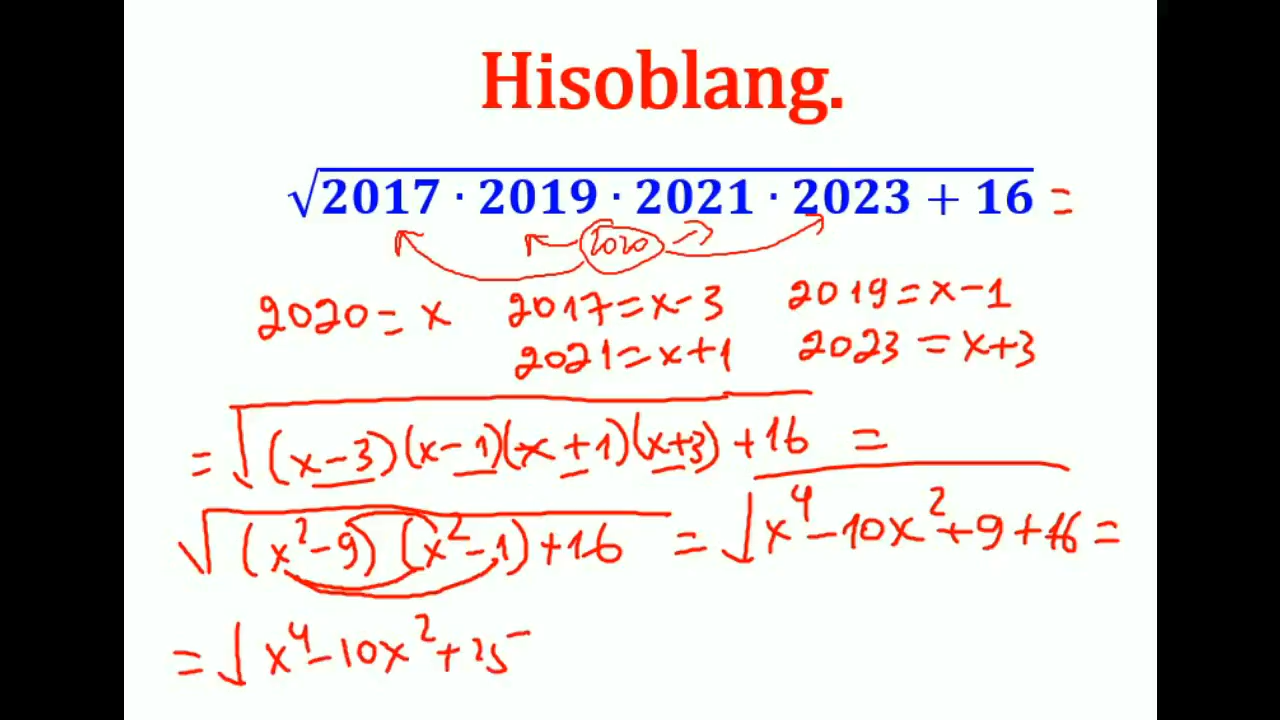 Hisoblang.
√2017 · 2019 · 2021 · 2023 + 16 =
2020
2020 = x 2017 = x - 3 2019 = x - 1
2021 = x + 1 2023 = x + 3
= √(x - 3)(x - 1)(x + 1)(x + 3) + 16 =
√(x² - 9)(x² - 1) + 16 = √x⁴ - 10x² + 9 + 16 =
= √x⁴ - 10x² + 25